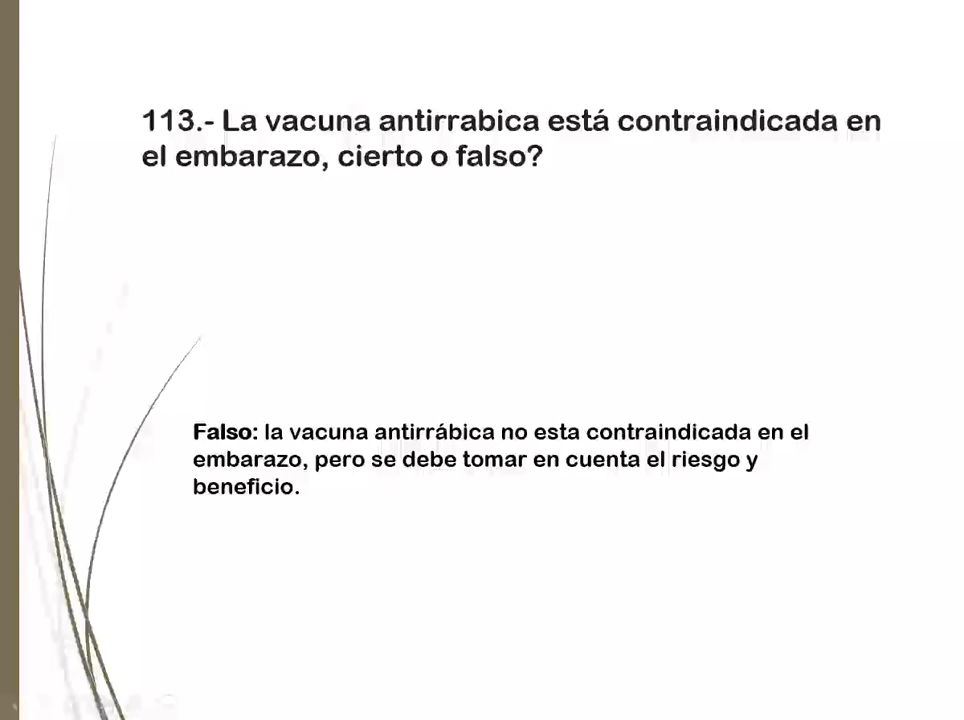 113.- La vacuna antirrabica está contraindicada en
el embarazo, cierto o falso?
Falso: la vacuna antirrábica no esta contraindicada en el
embarazo, pero se debe tomar en cuenta el riesgo y
beneficio.